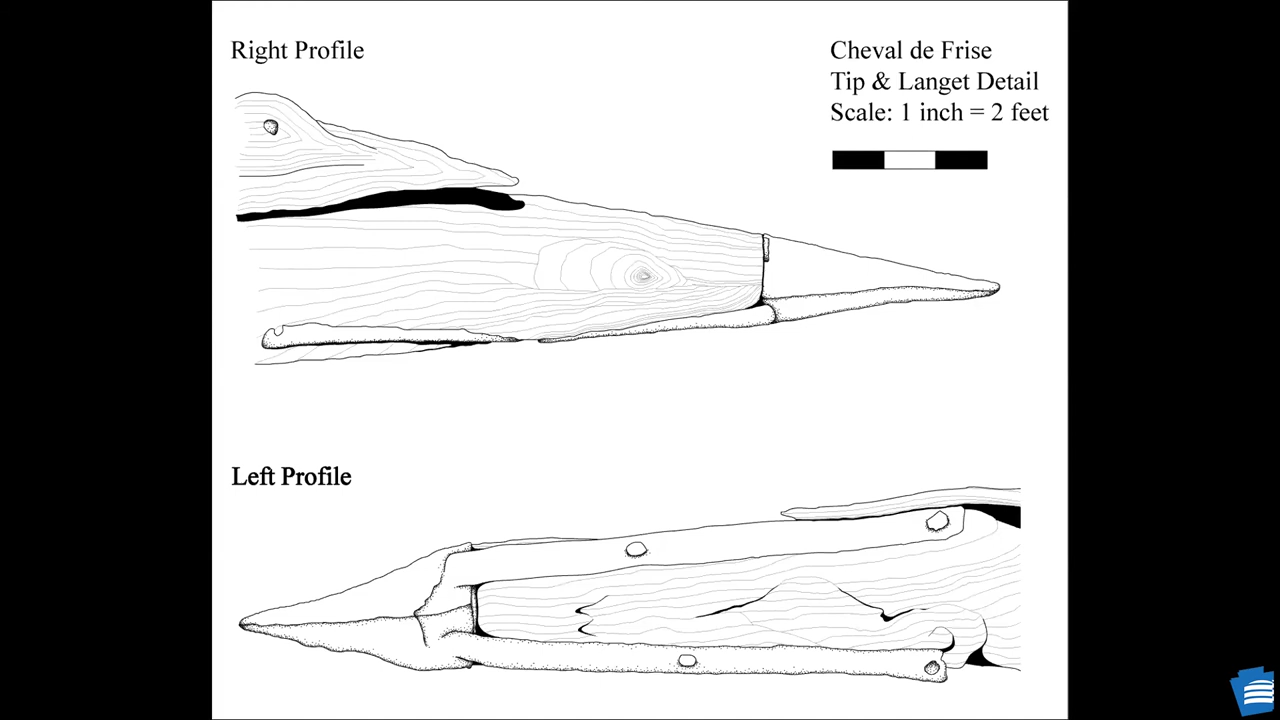 Right Profile
Cheval de Frise
Tip & Langet Detail
Scale: 1 inch = 2 feet
Left Profile